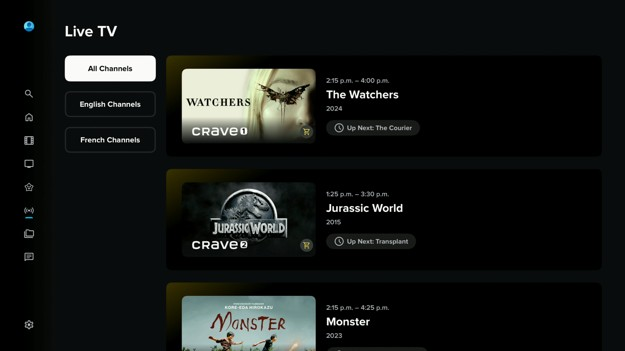 Live TV
All Channels
English Channels
French Channels
WATCHERS
crave 1
2:15 p.m. – 4:00 p.m.
The Watchers
2024
Up Next: The Courier
JURASSIC WORLD
crave 2
1:25 p.m. – 3:30 p.m.
Jurassic World
2015
Up Next: Transplant
KORE-EDA HIROKAZU
MONSTER
2:15 p.m. – 4:25 p.m.
Monster
2023